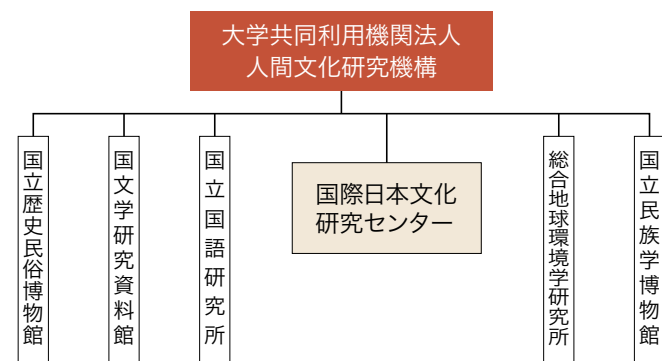 大学共同利用機関法人
人間文化研究機構
国立歴史民俗博物館
国文学研究資料館
国立国語研究所
国際日本文化
研究センター
総合地球環境学研究所
国立民族学博物館